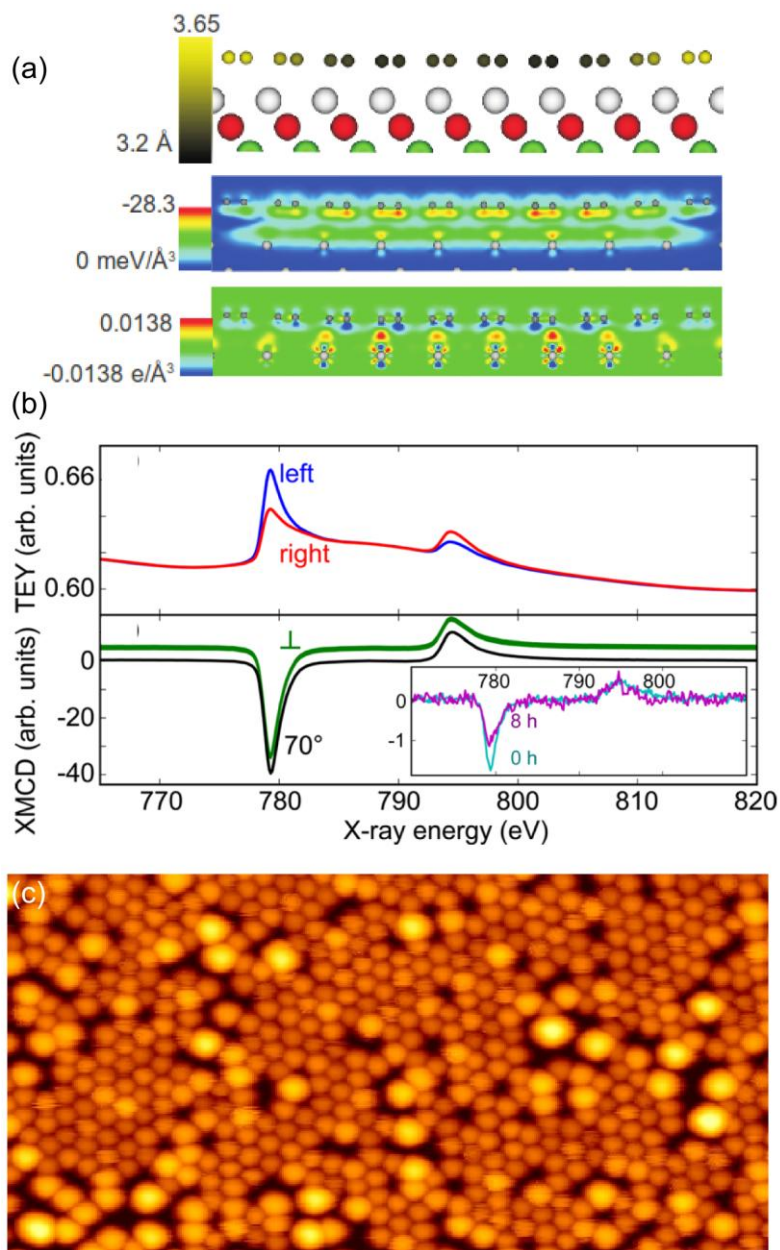 3.65
(a)
3.2 Å
-28.3
0 meV/Å³
0.0138
-0.0138 e/Å³
(b)
TEY (arb. units)
0.66
0.60
left
right
XMCD (arb. units)
0
-20
-40
⊥
70°
780 790 800
0
-1
8 h
0 h
770 780 790 800 810 820
X-ray energy (eV)
(c)